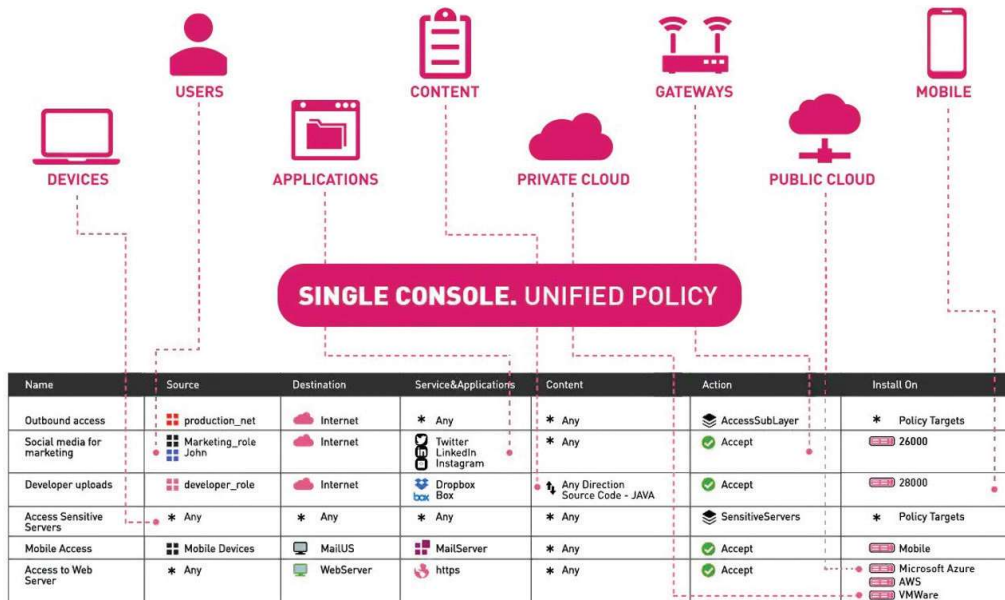 USERS
CONTENT
GATEWAYS
MOBILE
DEVICES
APPLICATIONS
PRIVATE CLOUD
PUBLIC CLOUD
SINGLE CONSOLE. UNIFIED POLICY
Name Source Destination Service&Applications Content Action Install On
Outbound access production_net Internet * Any * Any AccessSubLayer * Policy Targets
Social media for marketing Marketing_role John Internet Twitter LinkedIn Instagram * Any Accept 26000
Developer uploads developer_role Internet Dropbox box Box Any Direction Source Code - JAVA Accept 28000
Access Sensitive Servers * Any * Any * Any * Any SensitiveServers * Policy Targets
Mobile Access Mobile Devices MailUS MailServer * Any Accept Mobile
Access to Web Server * Any WebServer https * Any Accept Microsoft Azure AWS VMWare